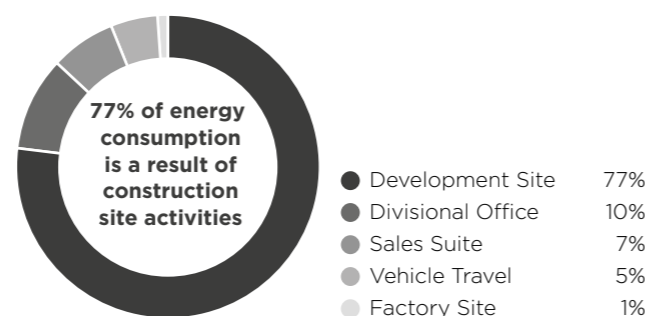 77% of energy
consumption
is a result of
construction
site activities
Development Site 77%
Divisional Office 10%
Sales Suite 7%
Vehicle Travel 5%
Factory Site 1%